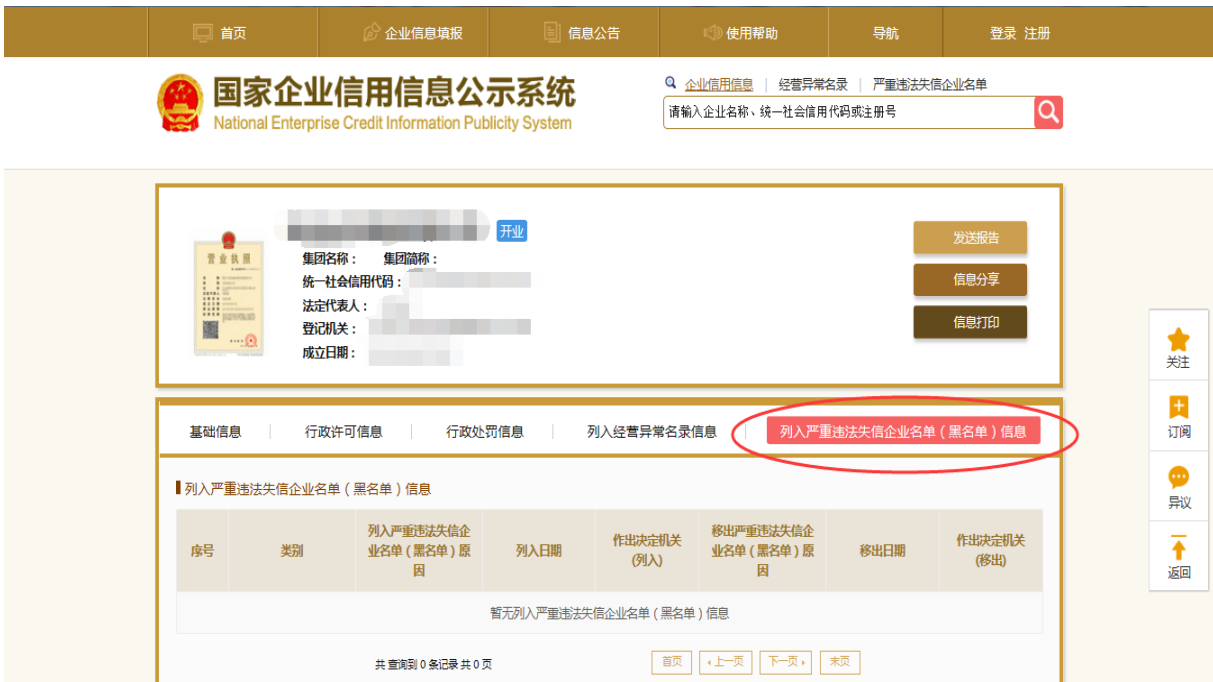 首页 企业信息填报 信息公告 使用帮助 导航 登录 注册
国家企业信用信息公示系统
National Enterprise Credit Information Publicity System
企业信用信息 | 经营异常名录 | 严重违法失信企业名单
请输入企业名称、统一社会信用代码或注册号
营业执照
开业
集团名称： 集团简称：
统一社会信用代码：
法定代表人：
登记机关：
成立日期：
发送报告
信息分享
信息打印
关注
订阅
异议
返回
基础信息 | 行政许可信息 | 行政处罚信息 | 列入经营异常名录信息 | 列入严重违法失信企业名单（黑名单）信息
列入严重违法失信企业名单（黑名单）信息
序号
类别
列入严重违法失信企
业名单（黑名单）原
因
列入日期
作出决定机关
(列入)
移出严重违法失信企
业名单（黑名单）原
因
移出日期
作出决定机关
(移出)
暂无列入严重违法失信企业名单（黑名单）信息
共 查询到 0 条记录 共 0 页
首页 上一页 下一页 末页